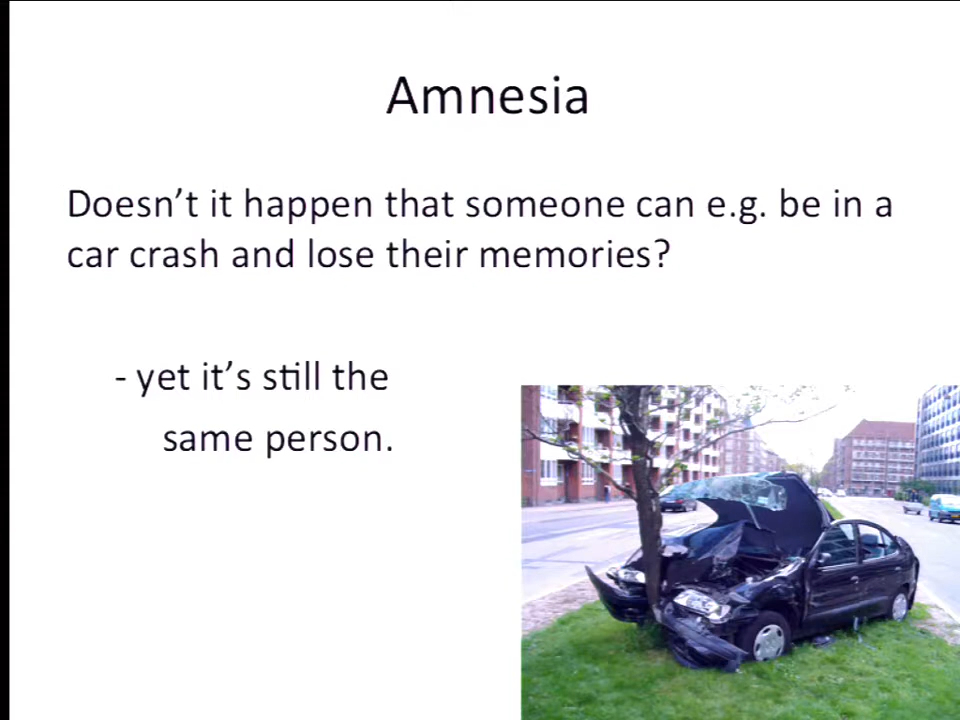 Amnesia
Doesn’t it happen that someone can e.g. be in a
car crash and lose their memories?
- yet it’s still the
same person.